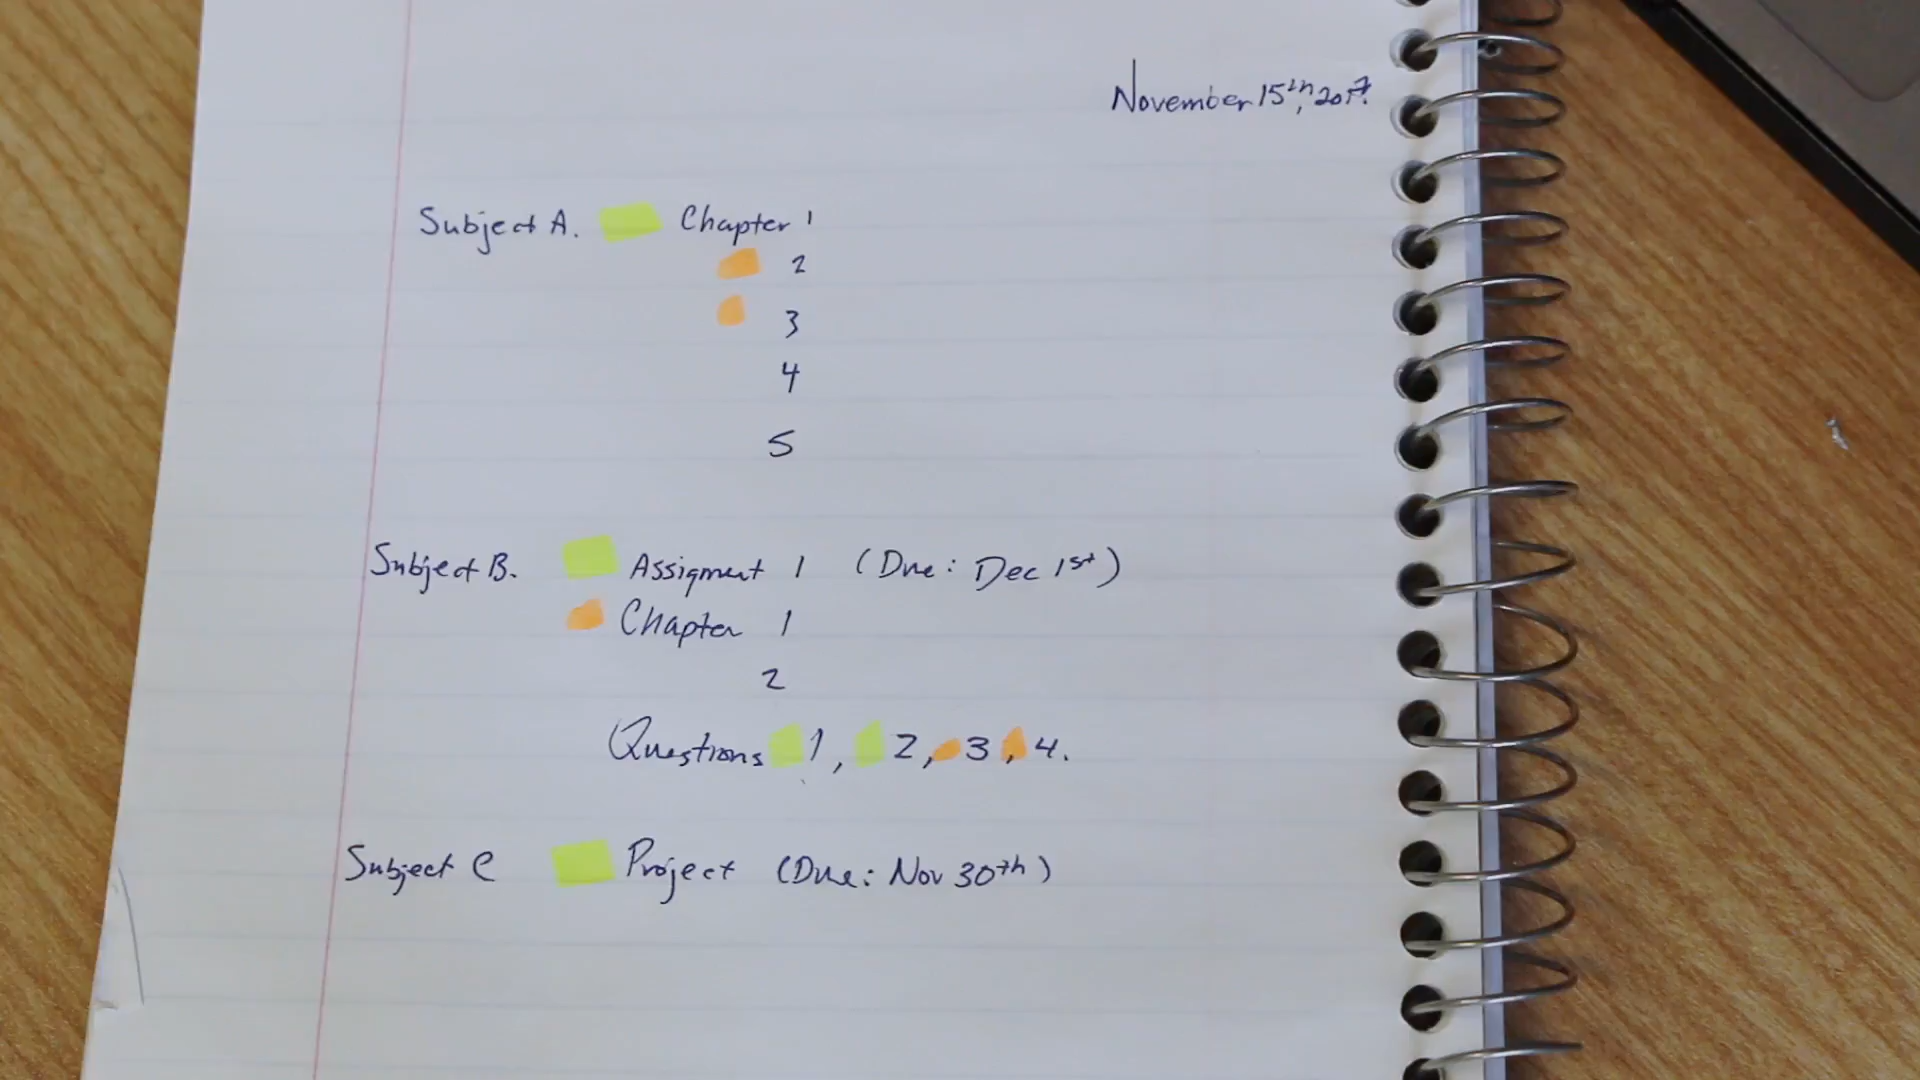 November 15th, 2017.
Subject A. Chapter 1
2
3
4
5
Subject B. Assigment 1 (Due: Dec 1st)
Chapter 1
2
Questions 1, 2, 3, 4.
Subject C Project (Due: Nov 30th)